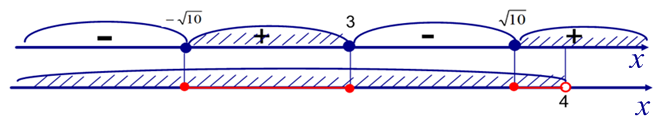 −√10 3 √10
− + − + x
4 x